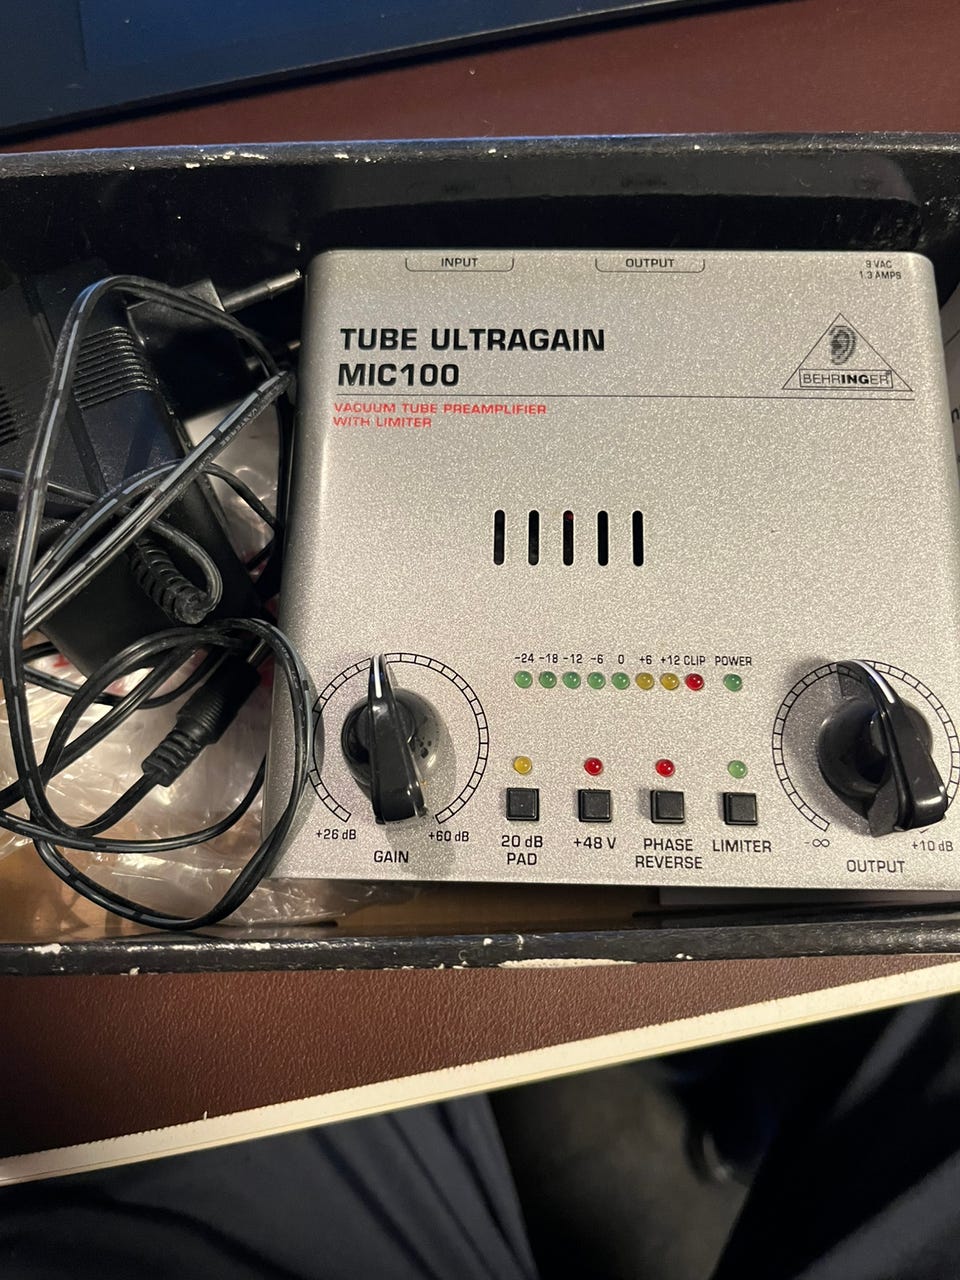 INPUT
OUTPUT
9 VAC
1.3 AMPS
TUBE ULTRAGAIN
MIC100
BEHRINGER
VACUUM TUBE PREAMPLIFIER
WITH LIMITER
-24 -18 -12 -6 0 +6 +12 CLIP POWER
+26 dB
+60 dB
GAIN
20 dB
PAD
+48 V
PHASE
REVERSE
LIMITER
-∞
+10 dB
OUTPUT